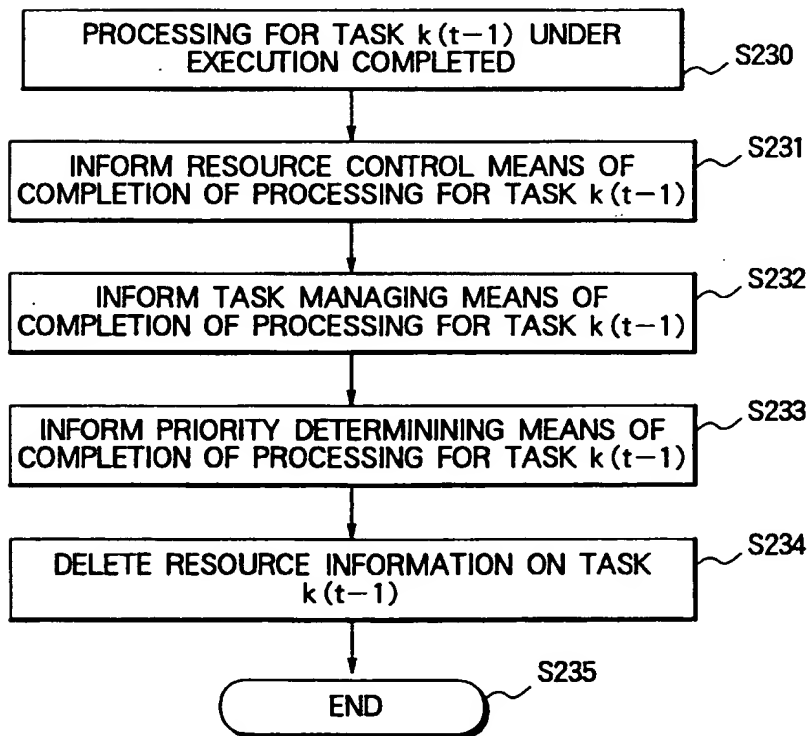 PROCESSING FOR TASK k(t−1) UNDER
EXECUTION COMPLETED
S230
INFORM RESOURCE CONTROL MEANS OF
COMPLETION OF PROCESSING FOR TASK k(t−1)
S231
INFORM TASK MANAGING MEANS OF
COMPLETION OF PROCESSING FOR TASK k(t−1)
S232
INFORM PRIORITY DETERMININING MEANS OF
COMPLETION OF PROCESSING FOR TASK k(t−1)
S233
DELETE RESOURCE INFORMATION ON TASK
k(t−1)
S234
END
S235